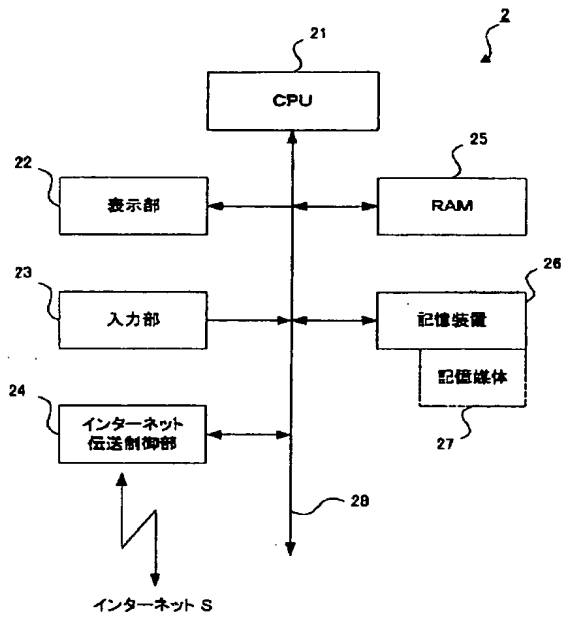 2
21
CPU
22
表示部
25
RAM
23
入力部
26
記憶装置
記憶媒体
27
24
インターネット
伝送制御部
28
インターネット S